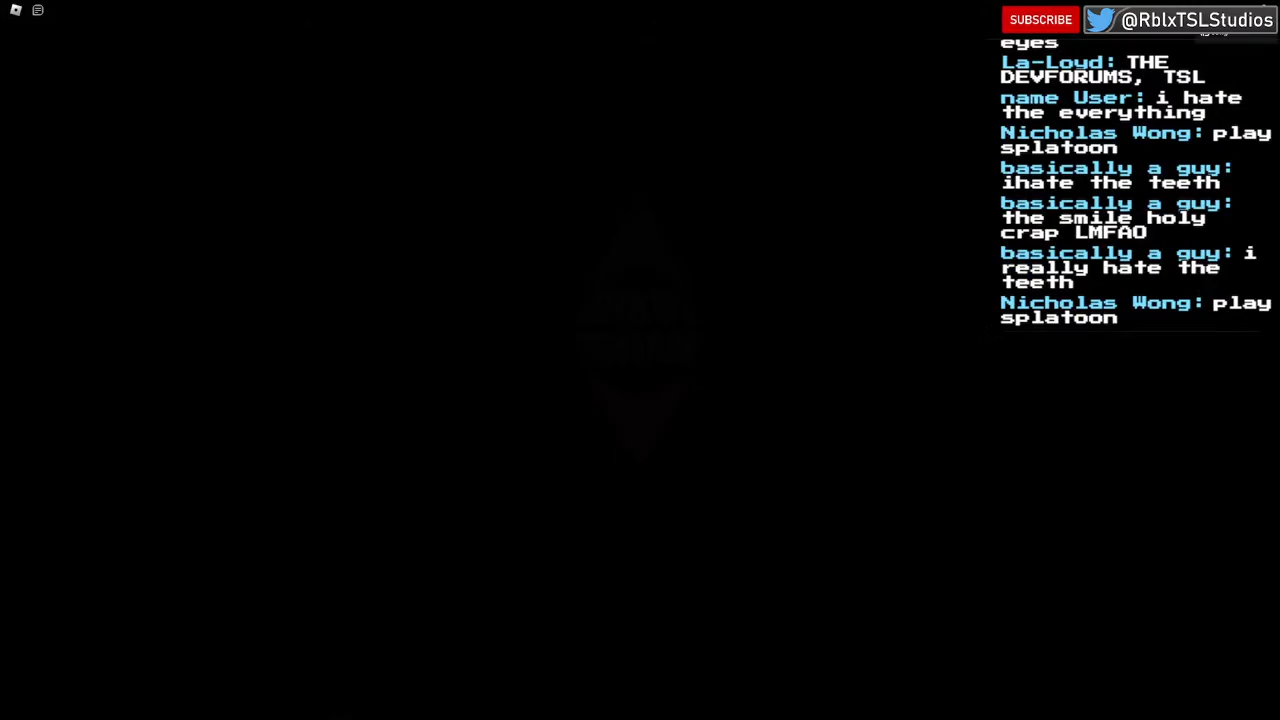 SUBSCRIBE
@RblxTSLStudios
eyes
La-Loyd: THE
DEVFORUMS, TSL
name User: i hate
the everything
Nicholas Wong: play
splatoon
basically a guy:
ihate the teeth
basically a guy:
the smile holy
crap LMFAO
basically a guy: i
really hate the
teeth
Nicholas Wong: play
splatoon